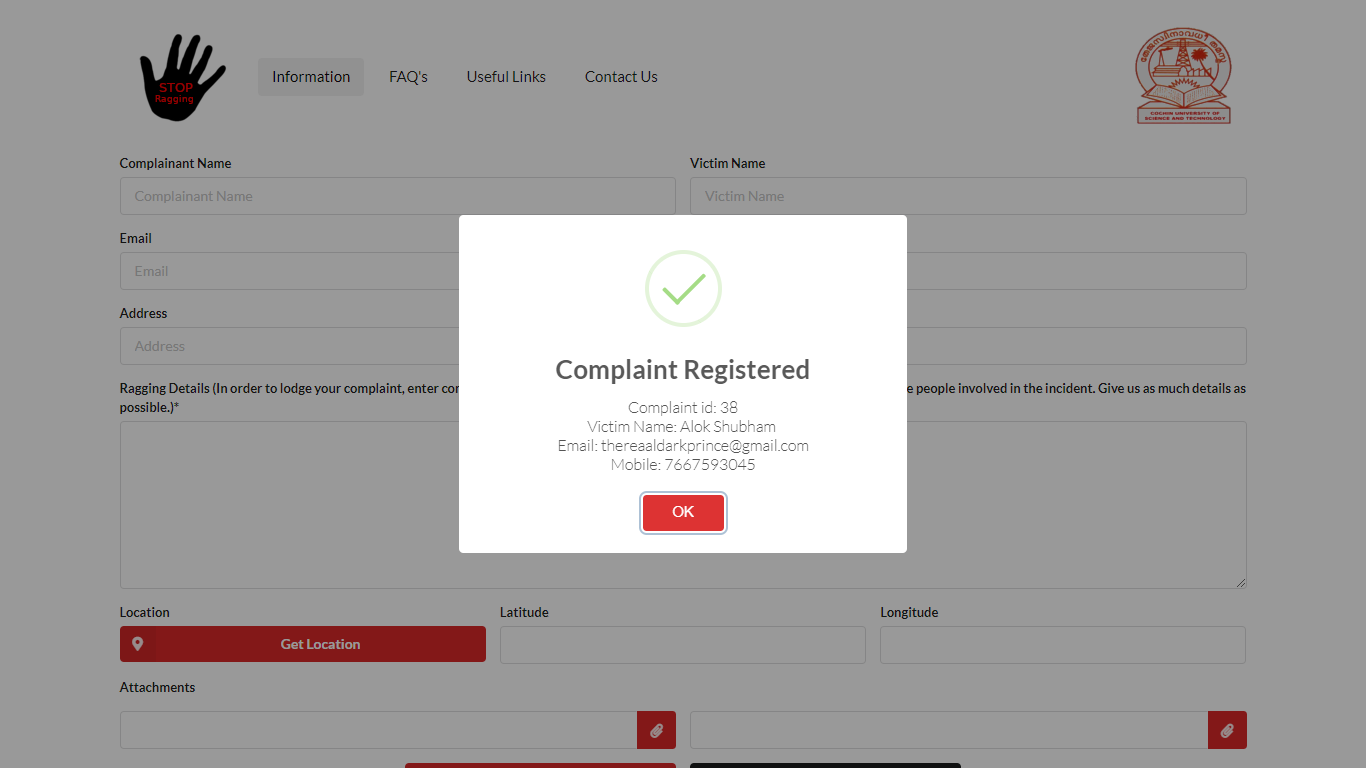 STOP
Ragging
Information
FAQ's
Useful Links
Contact Us
തേജസ്വിനാവധീതമസ്തു
COCHIN UNIVERSITY OF
SCIENCE AND TECHNOLOGY
Complainant Name
Victim Name
Complainant Name
Victim Name
Email
Email
Address
Address
Ragging Details (In order to lodge your complaint, enter
e people involved in the incident. Give us as much details as
possible.)*
Complaint Registered
Complaint id: 38
Victim Name: Alok Shubham
Email: thereaaldarkprince@gmail.com
Mobile: 7667593045
OK
Location
Latitude
Longitude
Get Location
Attachments